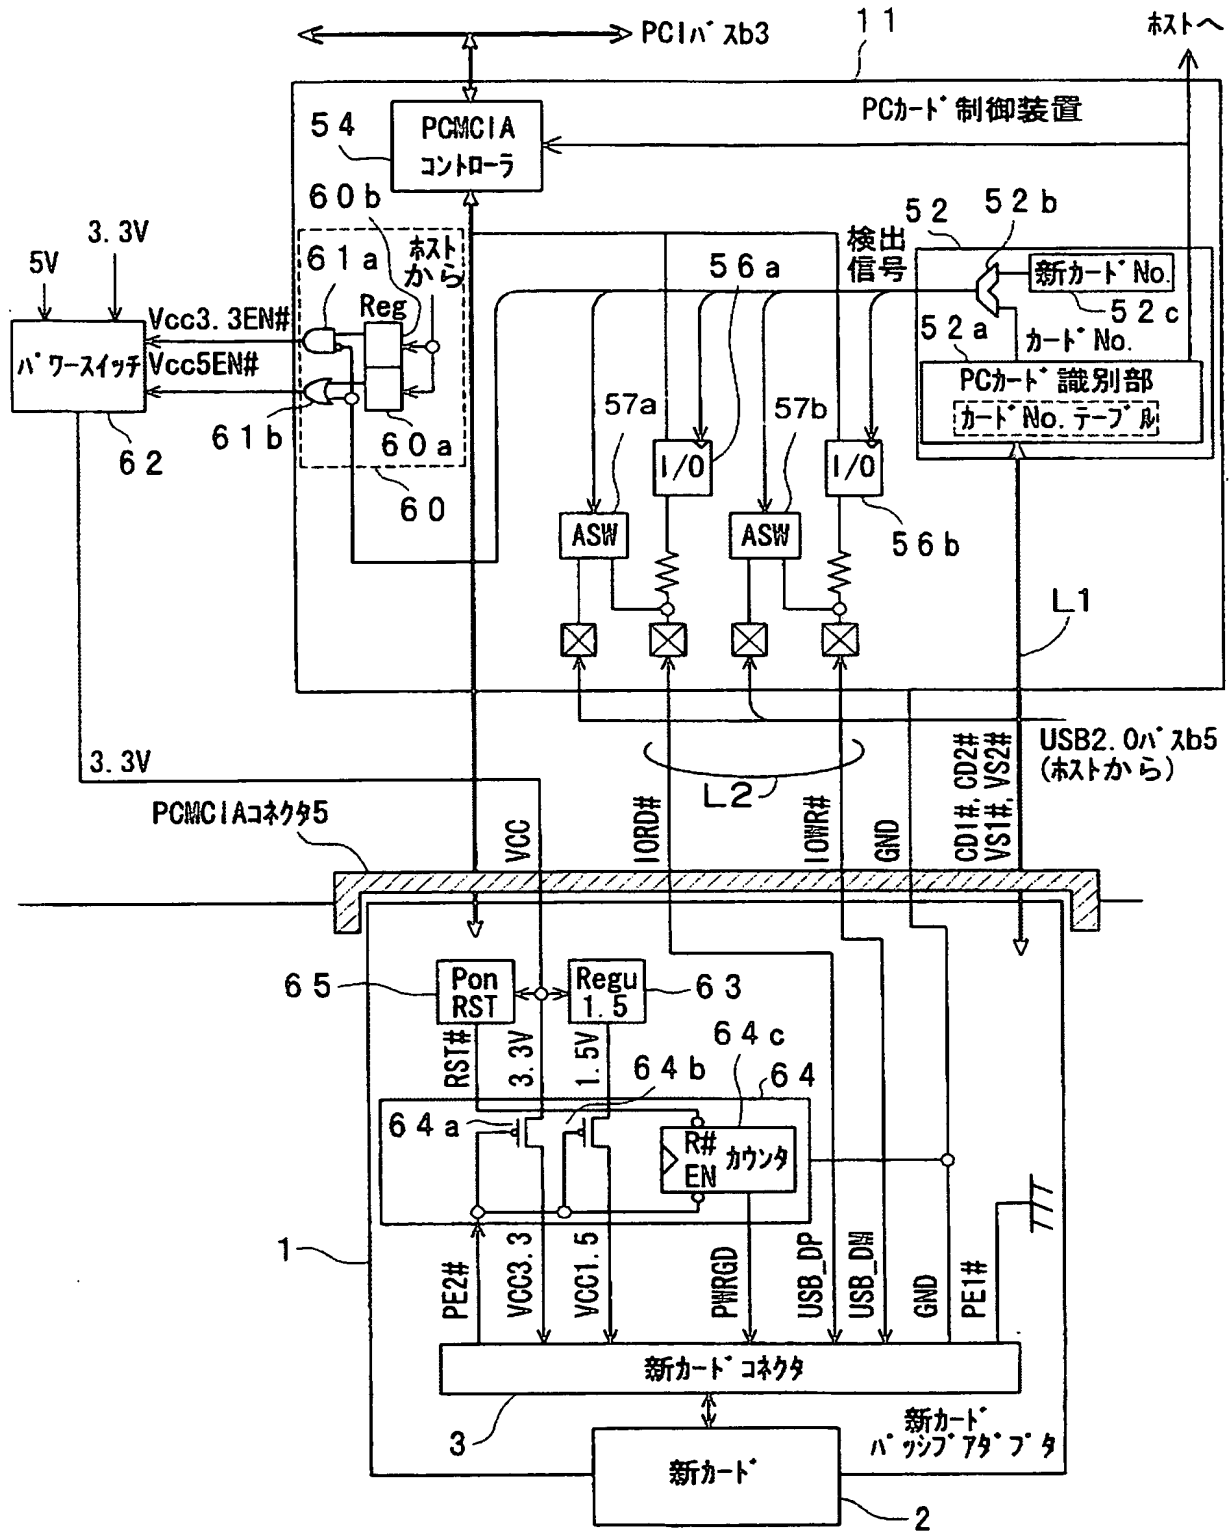 PCIバスb3
11
ホストへ
PCカード制御装置
54
PCMCIA
コントローラ
60b
52b
52
検出
信号
新カードNo.
52c
52a
カードNo.
PCカード識別部
カードNo.テーブル
3.3V
5V
61a
ホスト
から
Reg
56a
Vcc3.3EN#
パワースイッチ
Vcc5EN#
61b
60a
62
60
57a
57b
I/O
I/O
ASW
ASW
56b
L1
USB2.0バスb5
(ホストから)
3.3V
L2
PCMCIAコネクタ5
VCC
IORD#
IOWR#
GND
CD1#, CD2#
VS1#, VS2#
65
Pon
RST
Regu
1.5
63
RST#
3.3V
1.5V
64c
64b
64
64a
R#
EN
カウンタ
1
PE2#
VCC3.3
VCC1.5
PWRGD
USB_DP
USB_DM
GND
PE1#
新カードコネクタ
3
新カード
パッシブアダプタ
新カード
2